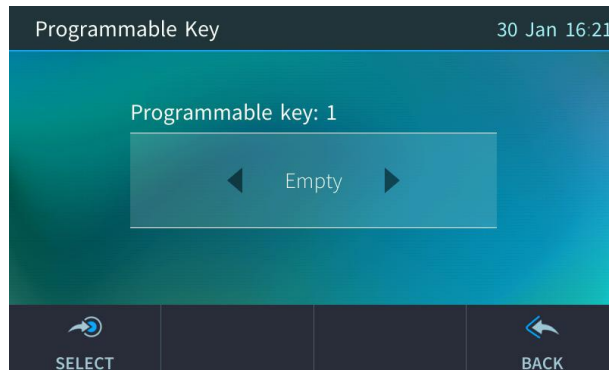 Programmable Key
30 Jan 16:21
Programmable key: 1
Empty
SELECT
BACK